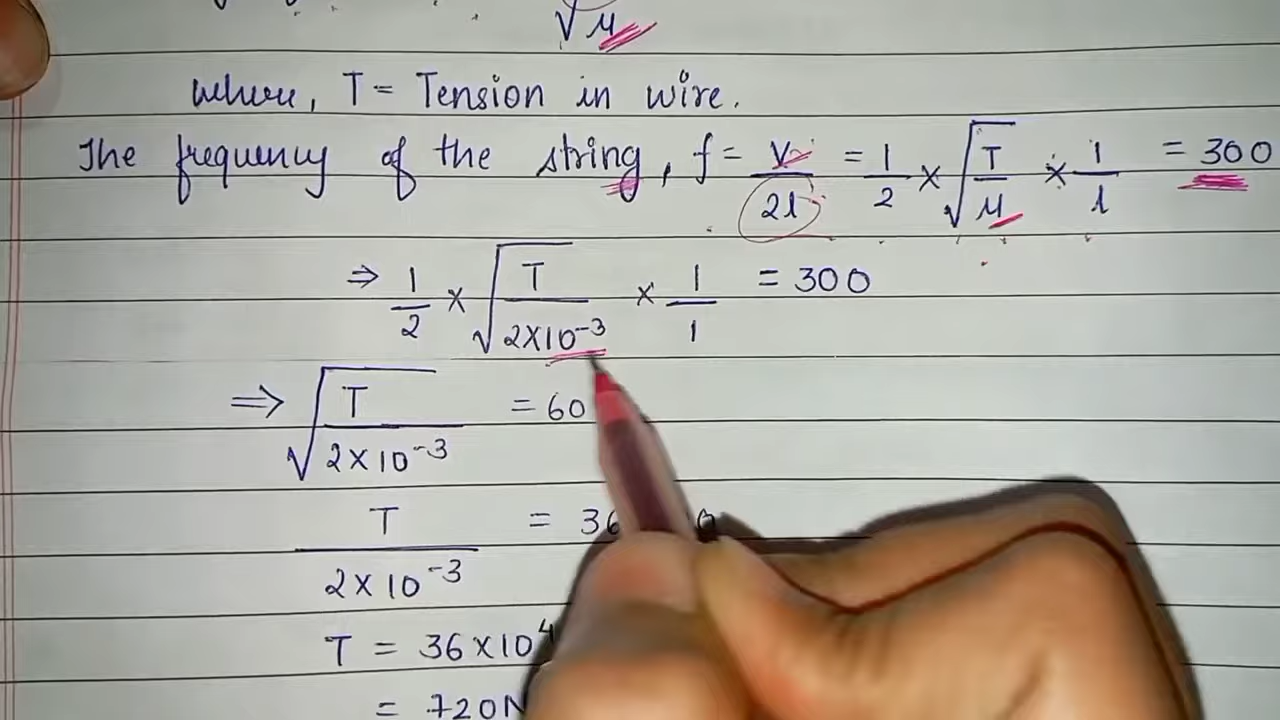 √μ
where, T = Tension in wire.
The frequency of the string, f = v/2l = 1/2 × √(T/μ) × 1/l = 300
⇒ 1/2 × √(T/(2×10⁻³)) × 1/1 = 300
⇒ √(T/(2×10⁻³)) = 60
T/(2×10⁻³) = 36
T = 36×10⁴
= 720N